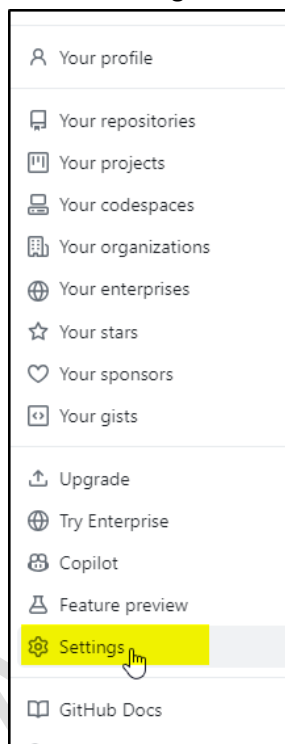 Your profile
Your repositories
Your projects
Your codespaces
Your organizations
Your enterprises
Your stars
Your sponsors
Your gists
Upgrade
Try Enterprise
Copilot
Feature preview
Settings
GitHub Docs